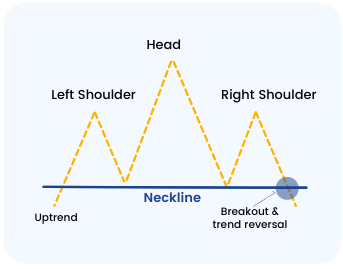 Head
Left Shoulder
Right Shoulder
Neckline
Uptrend
Breakout &
trend reversal